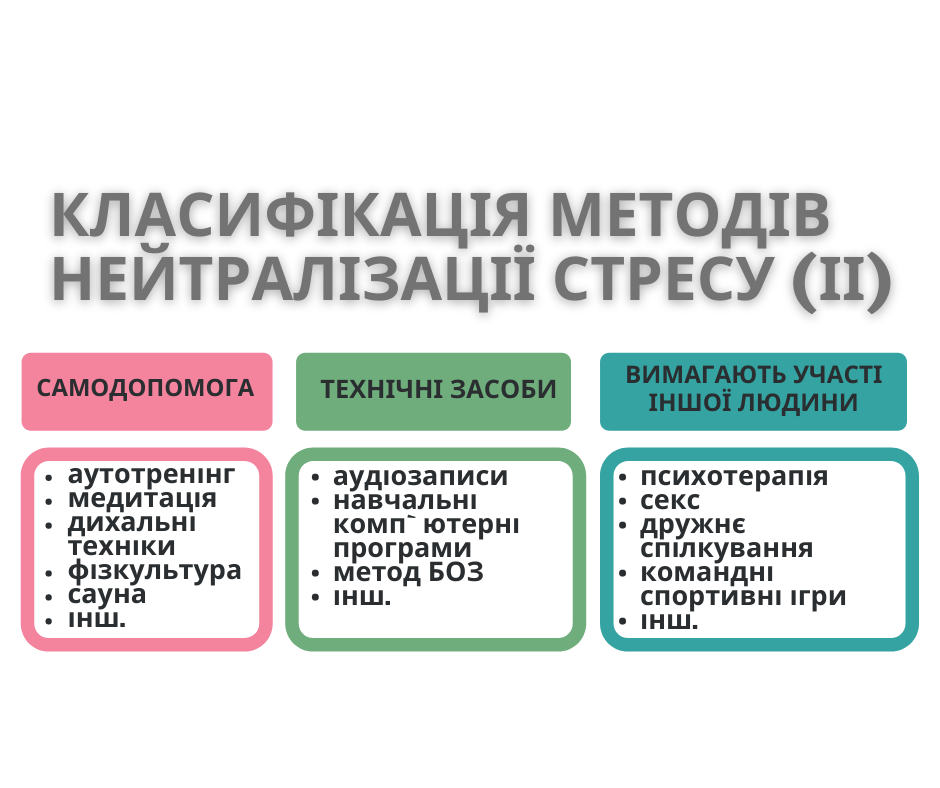 КЛАСИФІКАЦІЯ МЕТОДІВ
НЕЙТРАЛІЗАЦІЇ СТРЕСУ (ІІ)
САМОДОПОМОГА
• аутотренінг
• медитація
• дихальні
техніки
• фізкультура
• сауна
• інш.
ТЕХНІЧНІ ЗАСОБИ
• аудіозаписи
• навчальні
комп`ютерні
програми
• метод БОЗ
• інш.
ВИМАГАЮТЬ УЧАСТІ
ІНШОЇ ЛЮДИНИ
• психотерапія
• секс
• дружнє
спілкування
• командні
спортивні ігри
• інш.